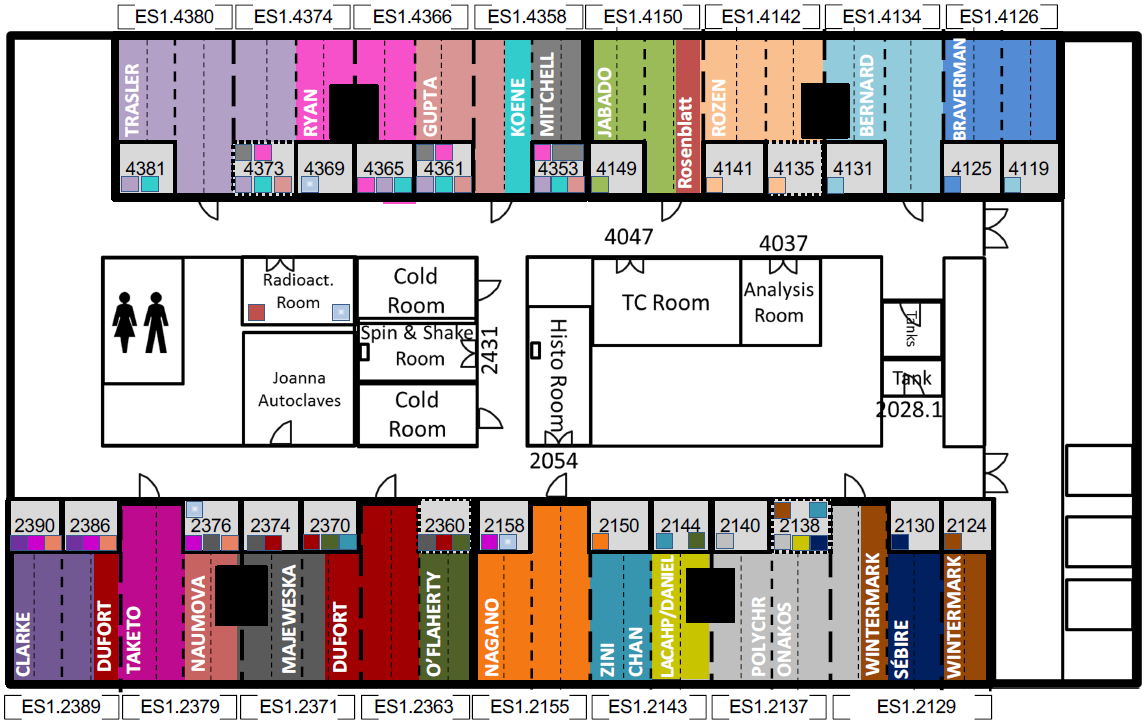 ES1.4380
ES1.4374
ES1.4366
ES1.4358
ES1.4150
ES1.4142
ES1.4134
ES1.4126
TRASLER
RYAN
GUPTA
KOENE
MITCHELL
JABADO
Rosenblatt
ROZEN
BERNARD
BRAVERMAN
4381
4373
4369
4365
4361
4353
4149
4141
4135
4131
4125
4119
4047
4037
Radioact.
Room
Cold
Room
TC Room
Analysis
Room
Tanks
Spin & Shake
Room
2431
Histo Room
Joanna
Autoclaves
Cold
Room
Tank
2028.1
2054
2390
2386
2376
2374
2370
2360
2158
2150
2144
2140
2138
2130
2124
CLARKE
DUFORT
TAKETO
NAUMOVA
MAJEWESKA
DUFORT
O'FLAHERTY
NAGANO
ZINI
CHAN
LACAHP/DANIEL
POLYCHR
ONAKOS
WINTERMARK
SÉBIRE
WINTERMARK
ES1.2389
ES1.2379
ES1.2371
ES1.2363
ES1.2155
ES1.2143
ES1.2137
ES1.2129